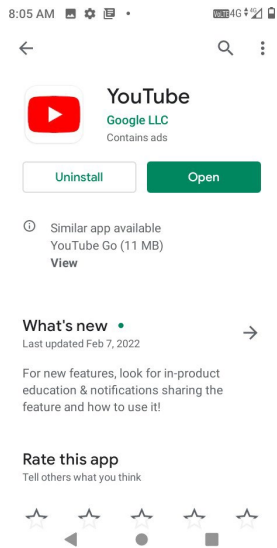 8:05 AM
VoLTE 4G
YouTube
Google LLC
Contains ads
Uninstall
Open
Similar app available
YouTube Go (11 MB)
View
What's new
Last updated Feb 7, 2022
For new features, look for in-product
education & notifications sharing the
feature and how to use it!
Rate this app
Tell others what you think